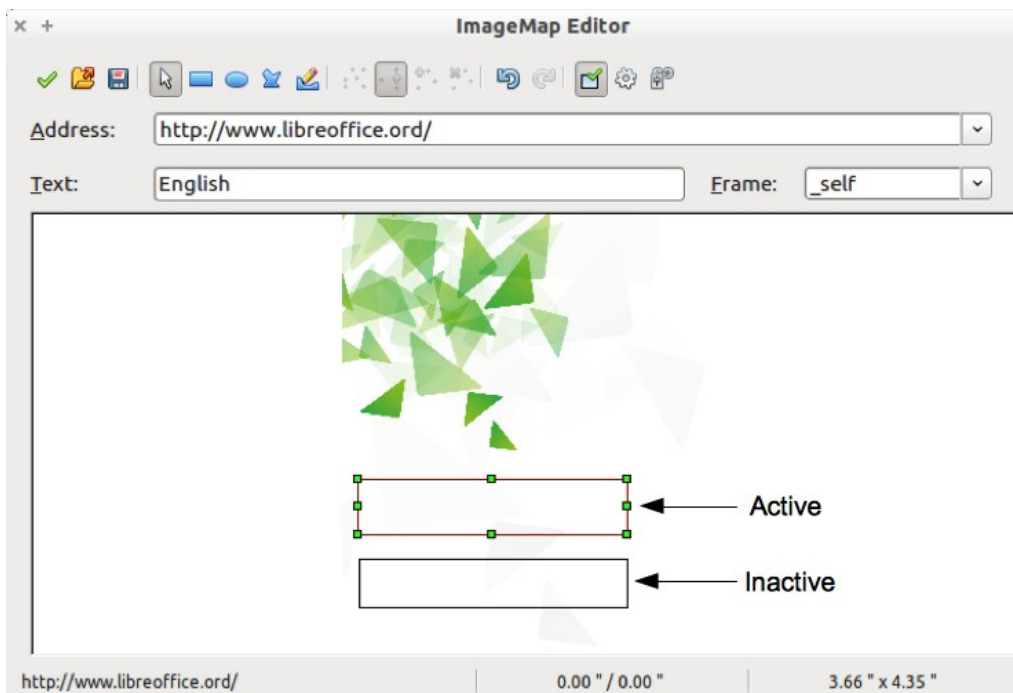 ImageMap Editor
Address: http://www.libreoffice.ord/
Text: English Frame: _self
Active
Inactive
http://www.libreoffice.ord/ 0.00 " / 0.00 " 3.66 " x 4.35 "